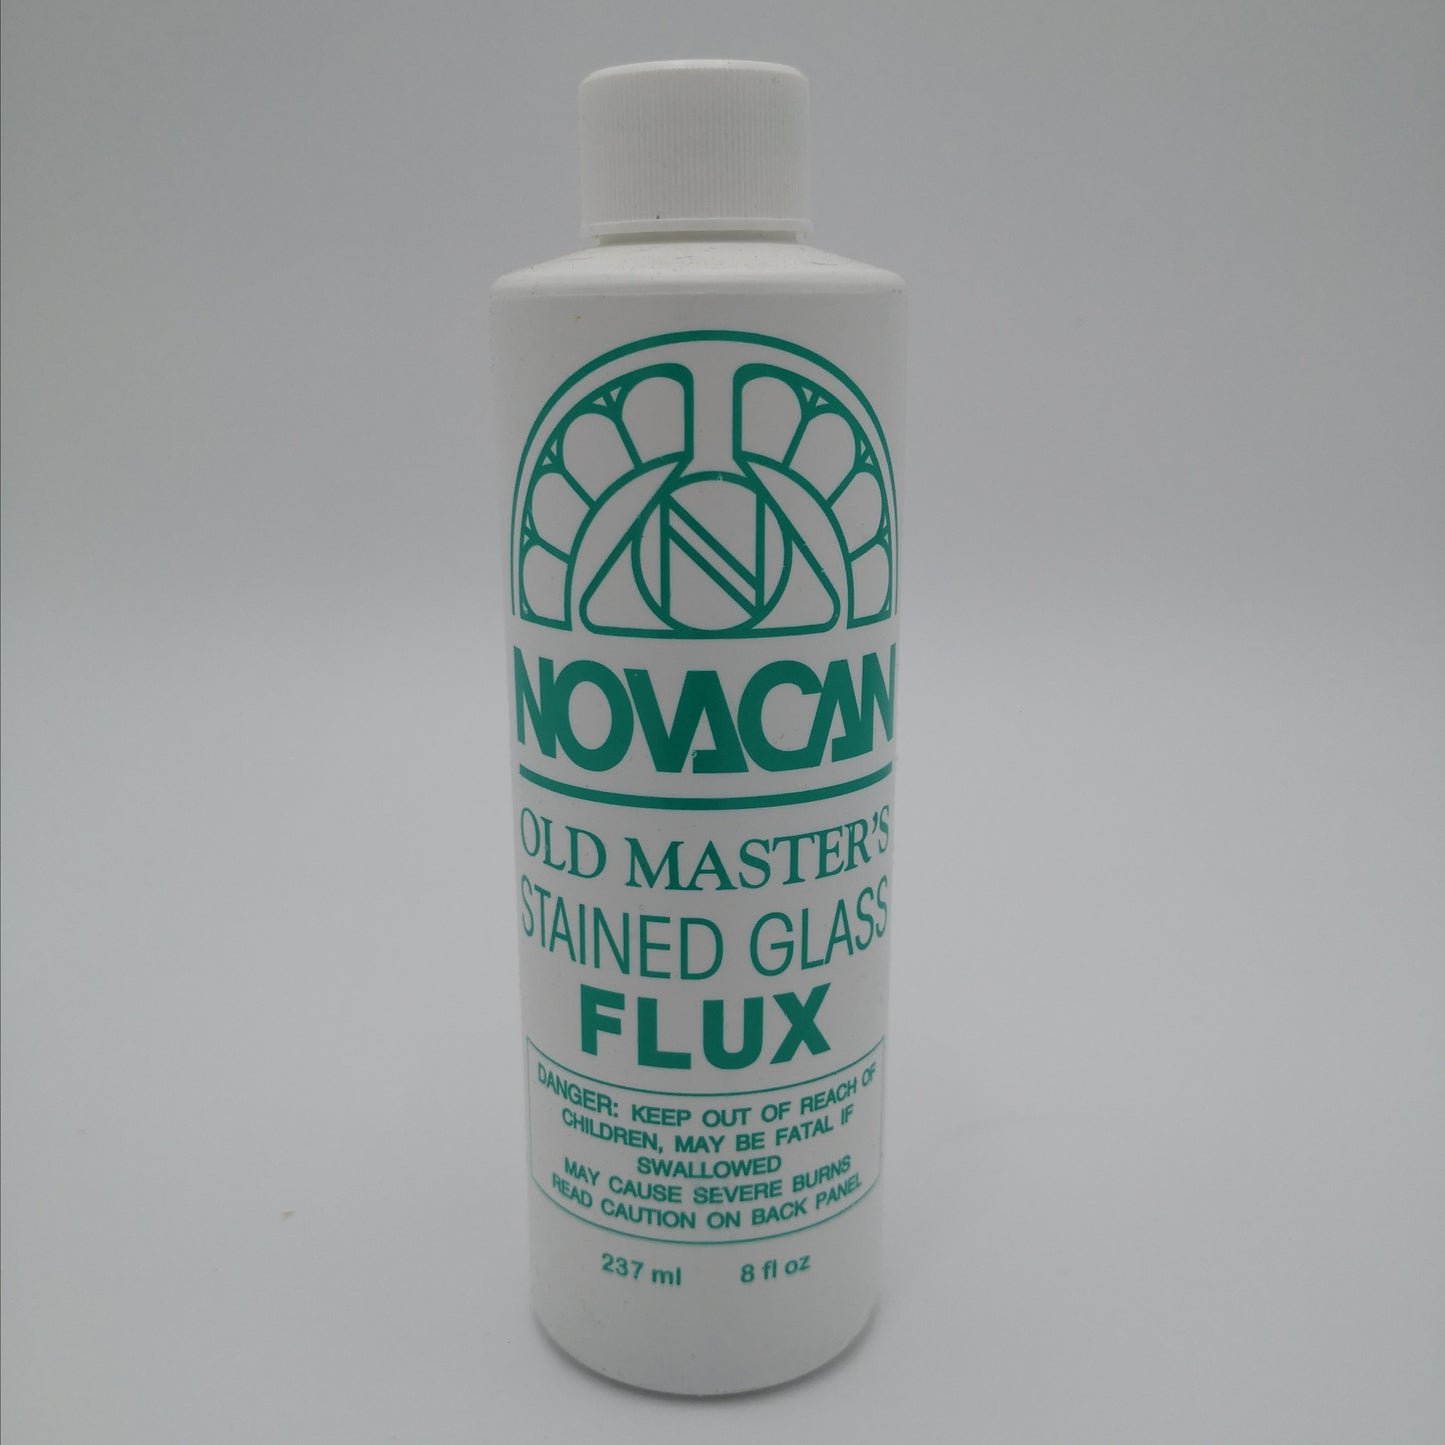 N
NOVACAN
OLD MASTER'S
STAINED GLASS
FLUX
DANGER: KEEP OUT OF REACH OF
CHILDREN, MAY BE FATAL IF
SWALLOWED
MAY CAUSE SEVERE BURNS
READ CAUTION ON BACK PANEL
237 ml 8 fl oz